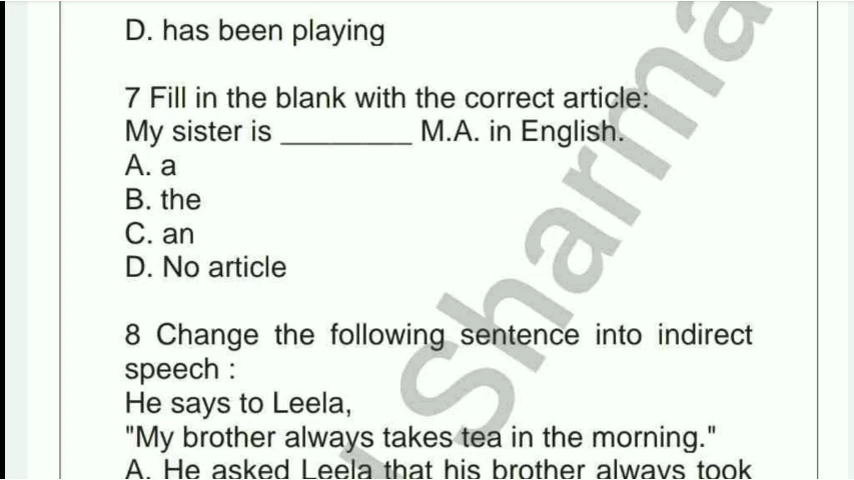 D. has been playing
7 Fill in the blank with the correct article:
My sister is _________ M.A. in English.
A. a
B. the
C. an
D. No article
8 Change the following sentence into indirect
speech :
He says to Leela,
"My brother always takes tea in the morning."
A. He asked Leela that his brother always took
Sharma